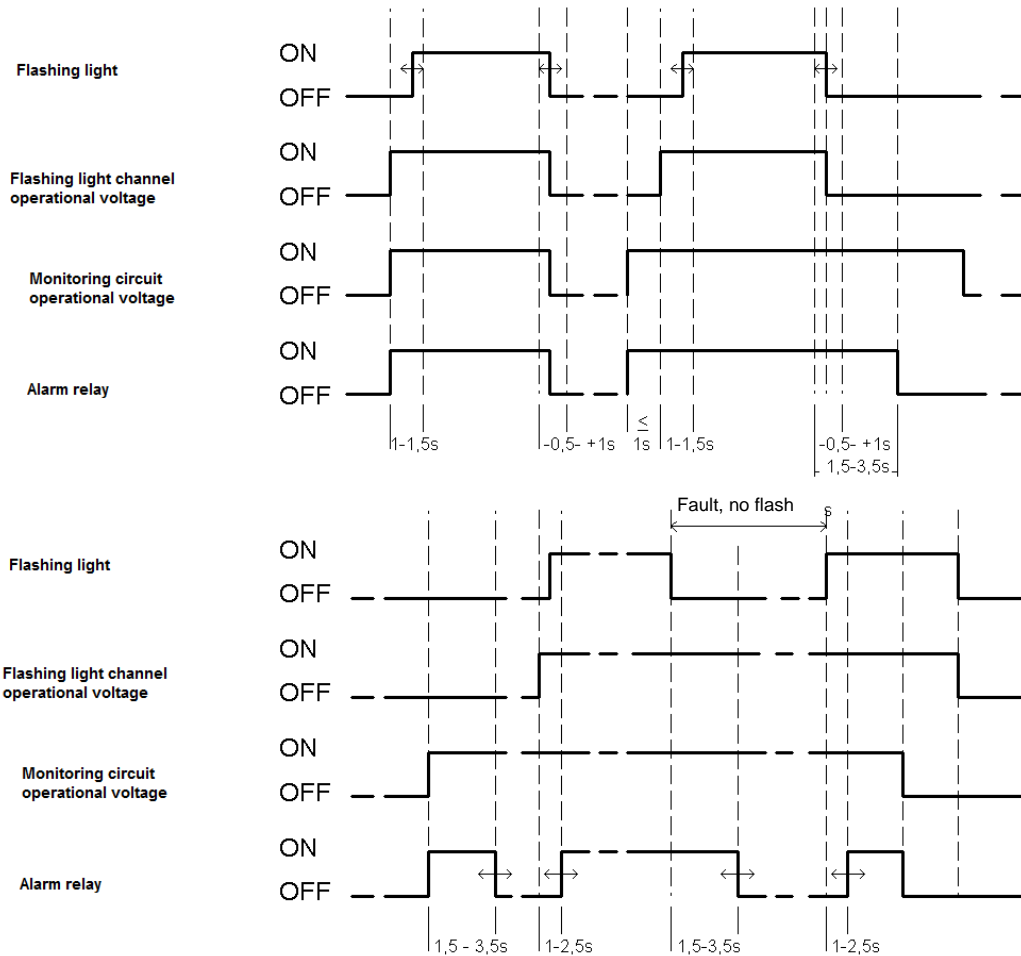 ON
Flashing light
OFF
ON
Flashing light channel
operational voltage
OFF
ON
Monitoring circuit
operational voltage
OFF
ON
Alarm relay
OFF
1-1,5s
-0,5- +1s
≤
1s
1-1,5s
-0,5- +1s
1,5-3,5s
Fault, no flash
s
ON
Flashing light
OFF
ON
Flashing light channel
operational voltage
OFF
ON
Monitoring circuit
operational voltage
OFF
ON
Alarm relay
OFF
1,5 - 3,5s
1-2,5s
1,5-3,5s
1-2,5s